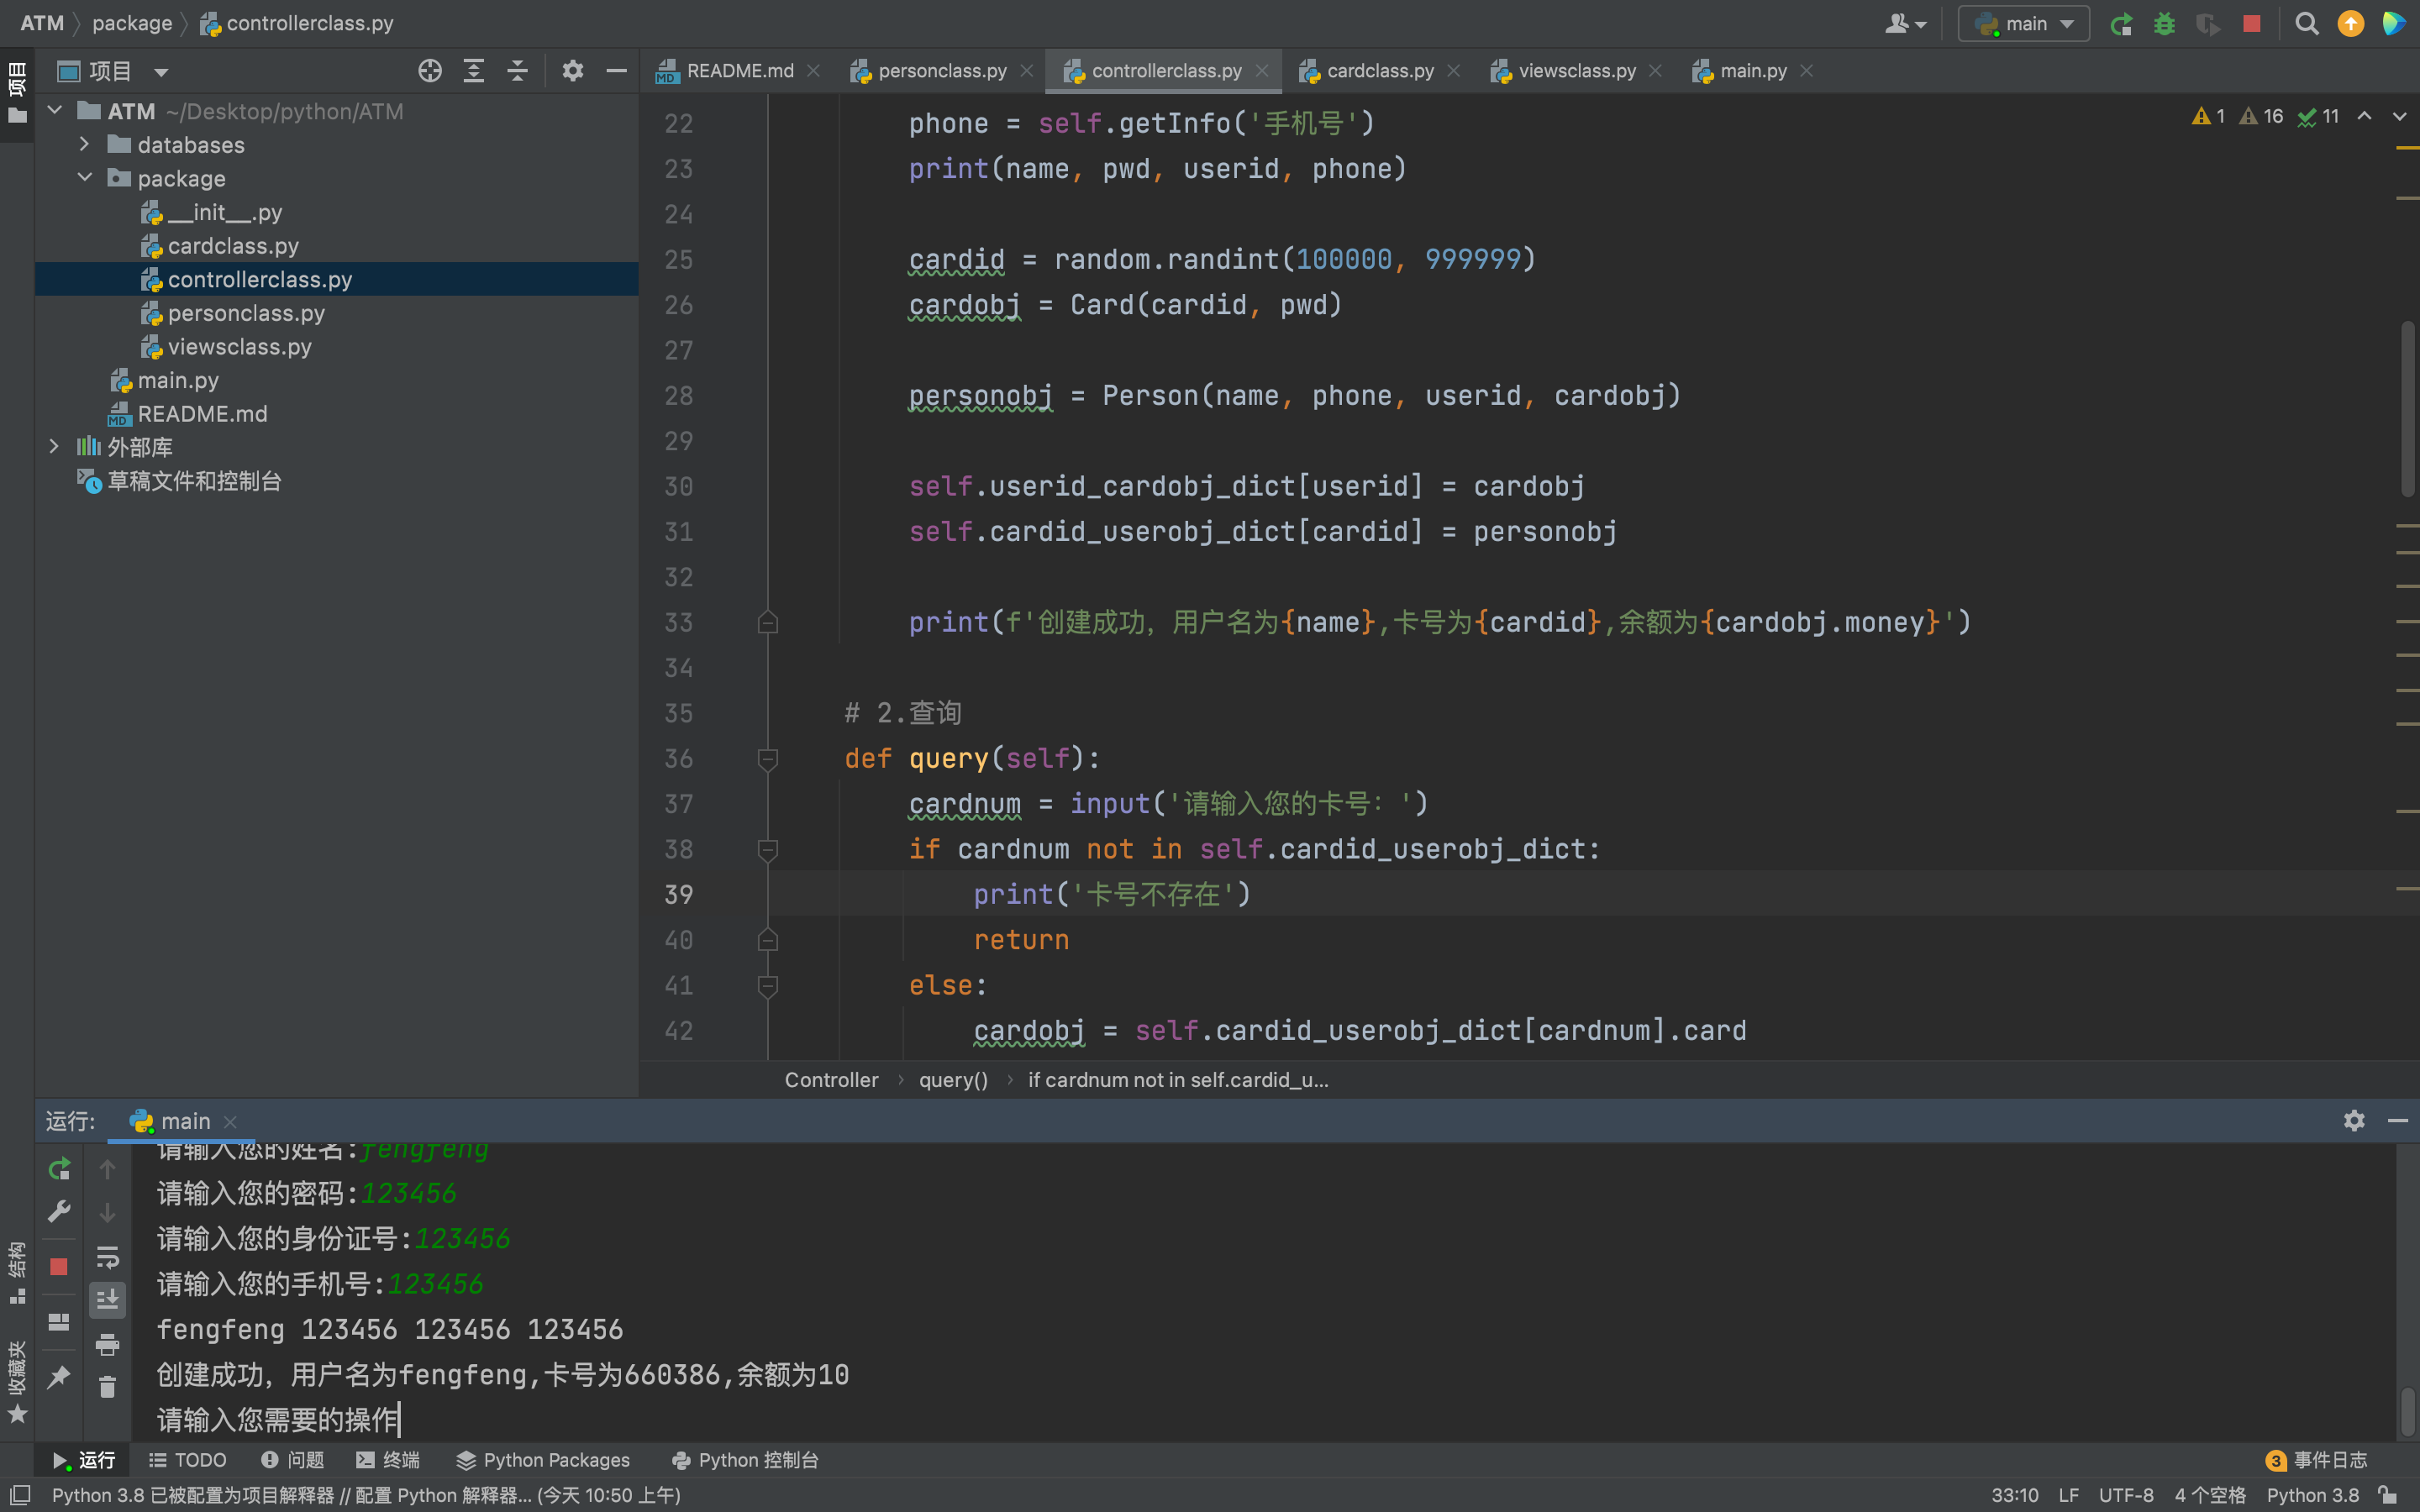 ATM package controllerclass.py main
项目 README.md personclass.py controllerclass.py cardclass.py viewsclass.py main.py
项目
ATM ~/Desktop/python/ATM
databases
package
__init__.py
cardclass.py
controllerclass.py
personclass.py
viewsclass.py
main.py
README.md
外部库
草稿文件和控制台
1 16 11
22 phone = self.getInfo('手机号')
23 print(name, pwd, userid, phone)
24
25 cardid = random.randint(100000, 999999)
26 cardobj = Card(cardid, pwd)
27
28 personobj = Person(name, phone, userid, cardobj)
29
30 self.userid_cardobj_dict[userid] = cardobj
31 self.cardid_userobj_dict[cardid] = personobj
32
33 print(f'创建成功，用户名为{name},卡号为{cardid},余额为{cardobj.money}')
34
35 # 2.查询
36 def query(self):
37 cardnum = input('请输入您的卡号：')
38 if cardnum not in self.cardid_userobj_dict:
39 print('卡号不存在')
40 return
41 else:
42 cardobj = self.cardid_userobj_dict[cardnum].card
Controller › query() › if cardnum not in self.cardid_u...
运行: main
请输入您的姓名:fengfeng
请输入您的密码:123456
请输入您的身份证号:123456
请输入您的手机号:123456
fengfeng 123456 123456 123456
创建成功，用户名为fengfeng,卡号为660386,余额为10
请输入您需要的操作
结构
收藏夹
运行 TODO 问题 终端 Python Packages Python 控制台 3 事件日志
Python 3.8 已被配置为项目解释器 // 配置 Python 解释器... (今天 10:50 上午) 33:10 LF UTF-8 4 个空格 Python 3.8